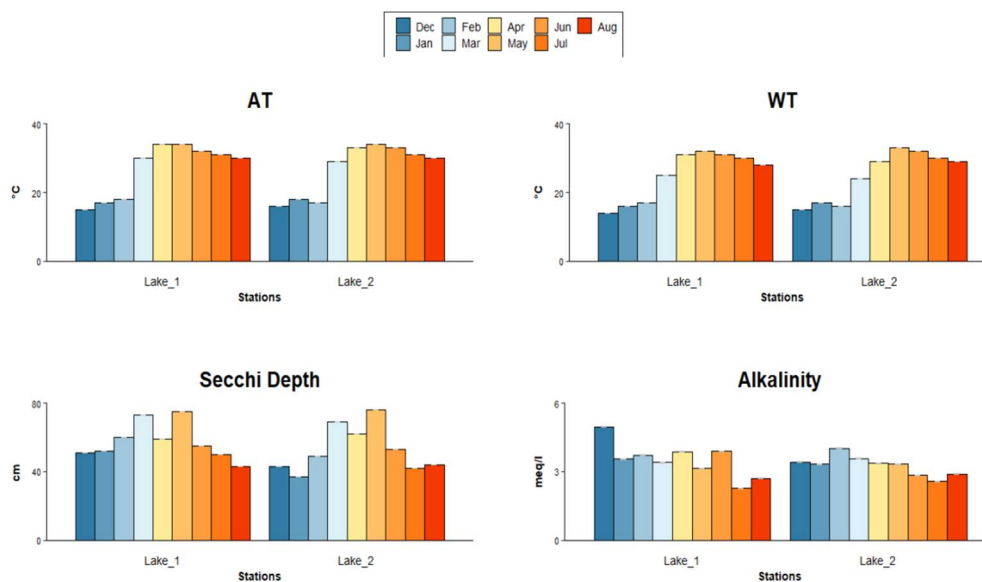 Dec Feb Apr Jun Aug
Jan Mar May Jul
AT
40
20
0
°C
Lake_1 Lake_2
Stations
WT
40
20
0
°C
Lake_1 Lake_2
Stations
Secchi Depth
80
40
0
cm
Lake_1 Lake_2
Stations
Alkalinity
6
3
0
meq/l
Lake_1 Lake_2
Stations